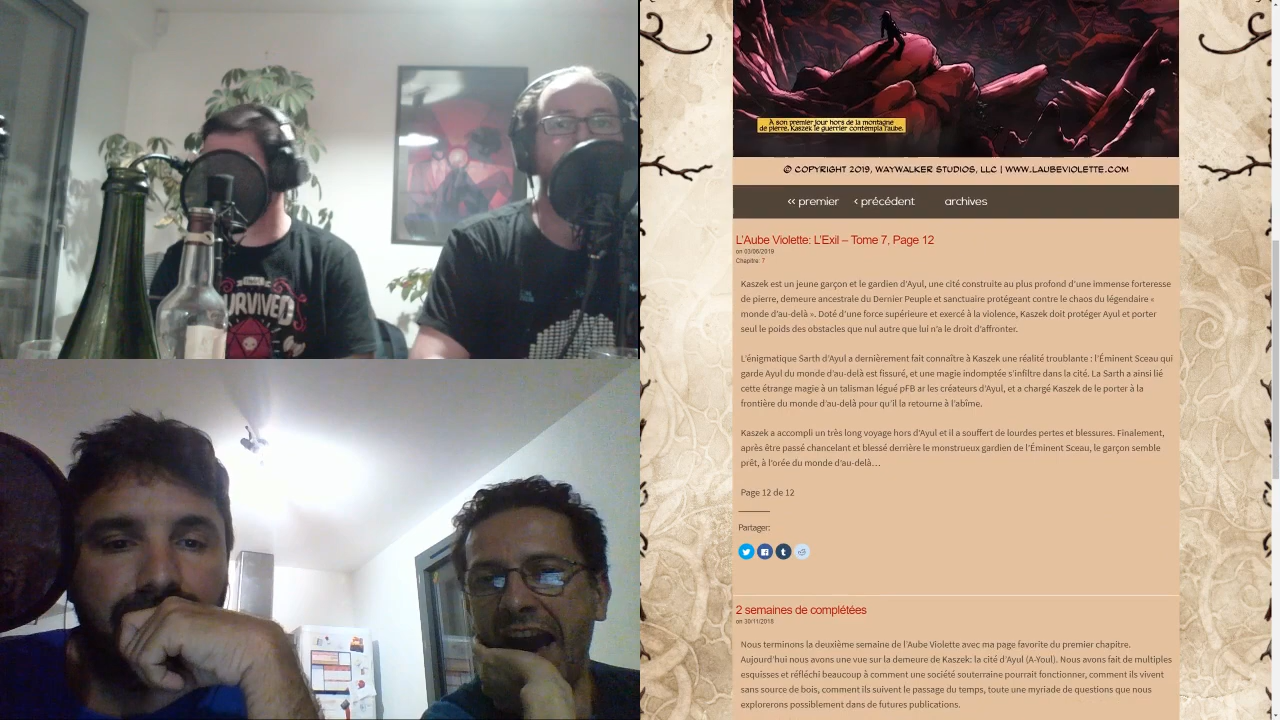 SURVIVED
À son premier jour hors de la montagne
de pierre, Kaszek le guerrier contempla l'aube.
© COPYRIGHT 2019, WAYWALKER STUDIOS, LLC | WWW.LAUBEVIOLETTE.COM
‹‹ premier ‹ précédent archives
L'Aube Violette: L'Exil – Tome 7, Page 12
on 03/06/2019
Chapitre: 7
Kaszek est un jeune garçon et le gardien d'Ayul, une cité construite au plus profond d'une immense forteresse
de pierre, demeure ancestrale du Dernier Peuple et sanctuaire protégeant contre le chaos du légendaire «
monde d'au-delà ». Doté d'une force supérieure et exercé à la violence, Kaszek doit protéger Ayul et porter
seul le poids des obstacles que nul autre que lui n'a le droit d'affronter.
L'énigmatique Sarth d'Ayul a dernièrement fait connaître à Kaszek une réalité troublante : l'Éminent Sceau qui
garde Ayul du monde d'au-delà est fissuré, et une magie indomptée s'infiltre dans la cité. La Sarth a ainsi lié
cette étrange magie à un talisman légué pFB ar les créateurs d'Ayul, et a chargé Kaszek de le porter à la
frontière du monde d'au-delà pour qu'il la retourne à l'abîme.
Kaszek a accompli un très long voyage hors d'Ayul et il a souffert de lourdes pertes et blessures. Finalement,
après être passé chancelant et blessé derrière le monstrueux gardien de l'Éminent Sceau, le garçon semble
prêt, à l'orée du monde d'au-delà…
Page 12 de 12
Partager:
2 semaines de complétées
on 30/11/2018
Nous terminons la deuxième semaine de l'Aube Violette avec ma page favorite du premier chapitre.
Aujourd'hui nous avons une vue sur la demeure de Kaszek: la cité d'Ayul (A-Youl). Nous avons fait de multiples
esquisses et réfléchi beaucoup à comment une société souterraine pourrait fonctionner, comment ils vivent
sans source de bois, comment ils suivent le passage du temps, toute une myriade de questions que nous
explorerons possiblement dans de futures publications.